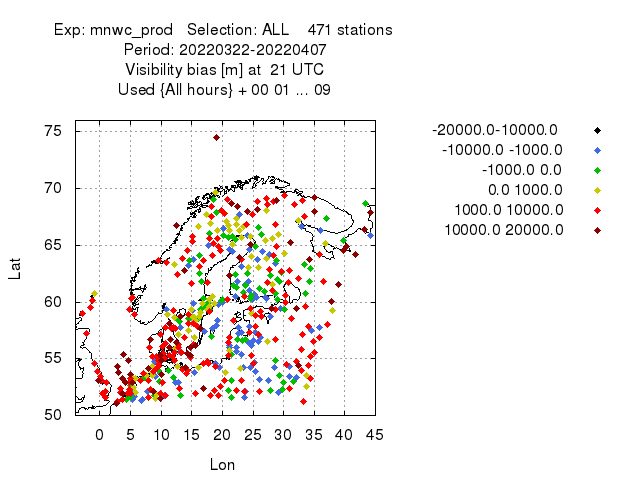 Exp: mnwc_prod   Selection: ALL    471 stations
Period: 20220322-20220407
Visibility bias [m] at  21 UTC
Used {All hours} + 00 01 ... 09
-20000.0-10000.0
-10000.0 -1000.0
-1000.0 0.0
0.0 1000.0
1000.0 10000.0
10000.0 20000.0
75
70
65
60
55
50
Lat
0 5 10 15 20 25 30 35 40 45
Lon